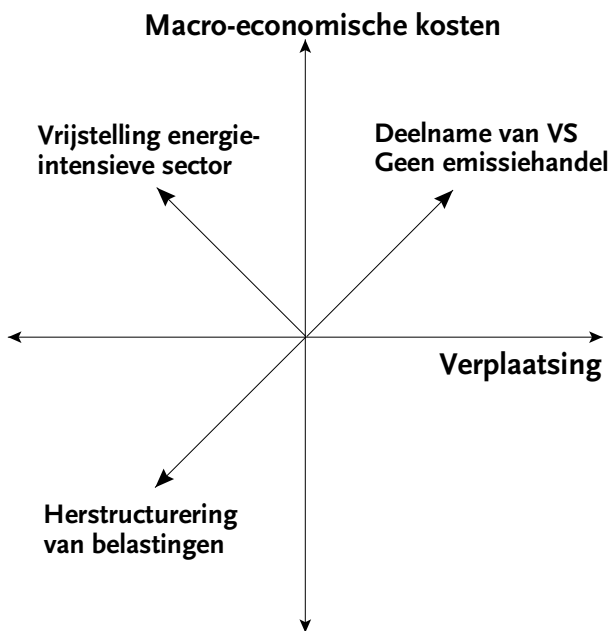 Macro-economische kosten
Vrijstelling energie-
intensieve sector
Deelname van VS
Geen emissiehandel
Verplaatsing
Herstructurering
van belastingen